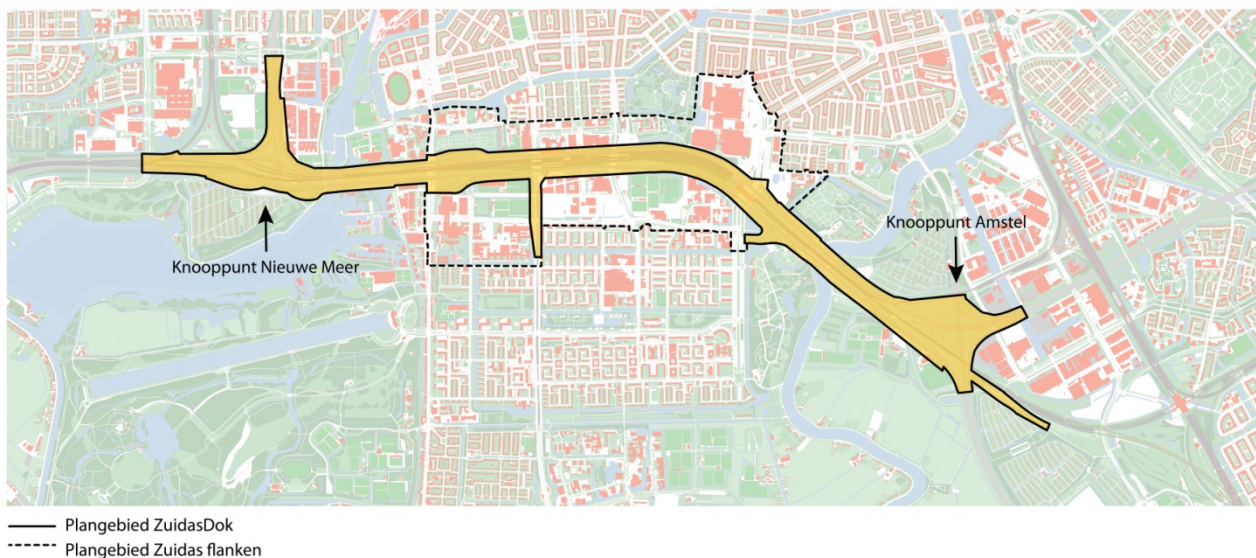 Knooppunt Nieuwe Meer
Knooppunt Amstel
Plangebied ZuidasDok
Plangebied Zuidas flanken